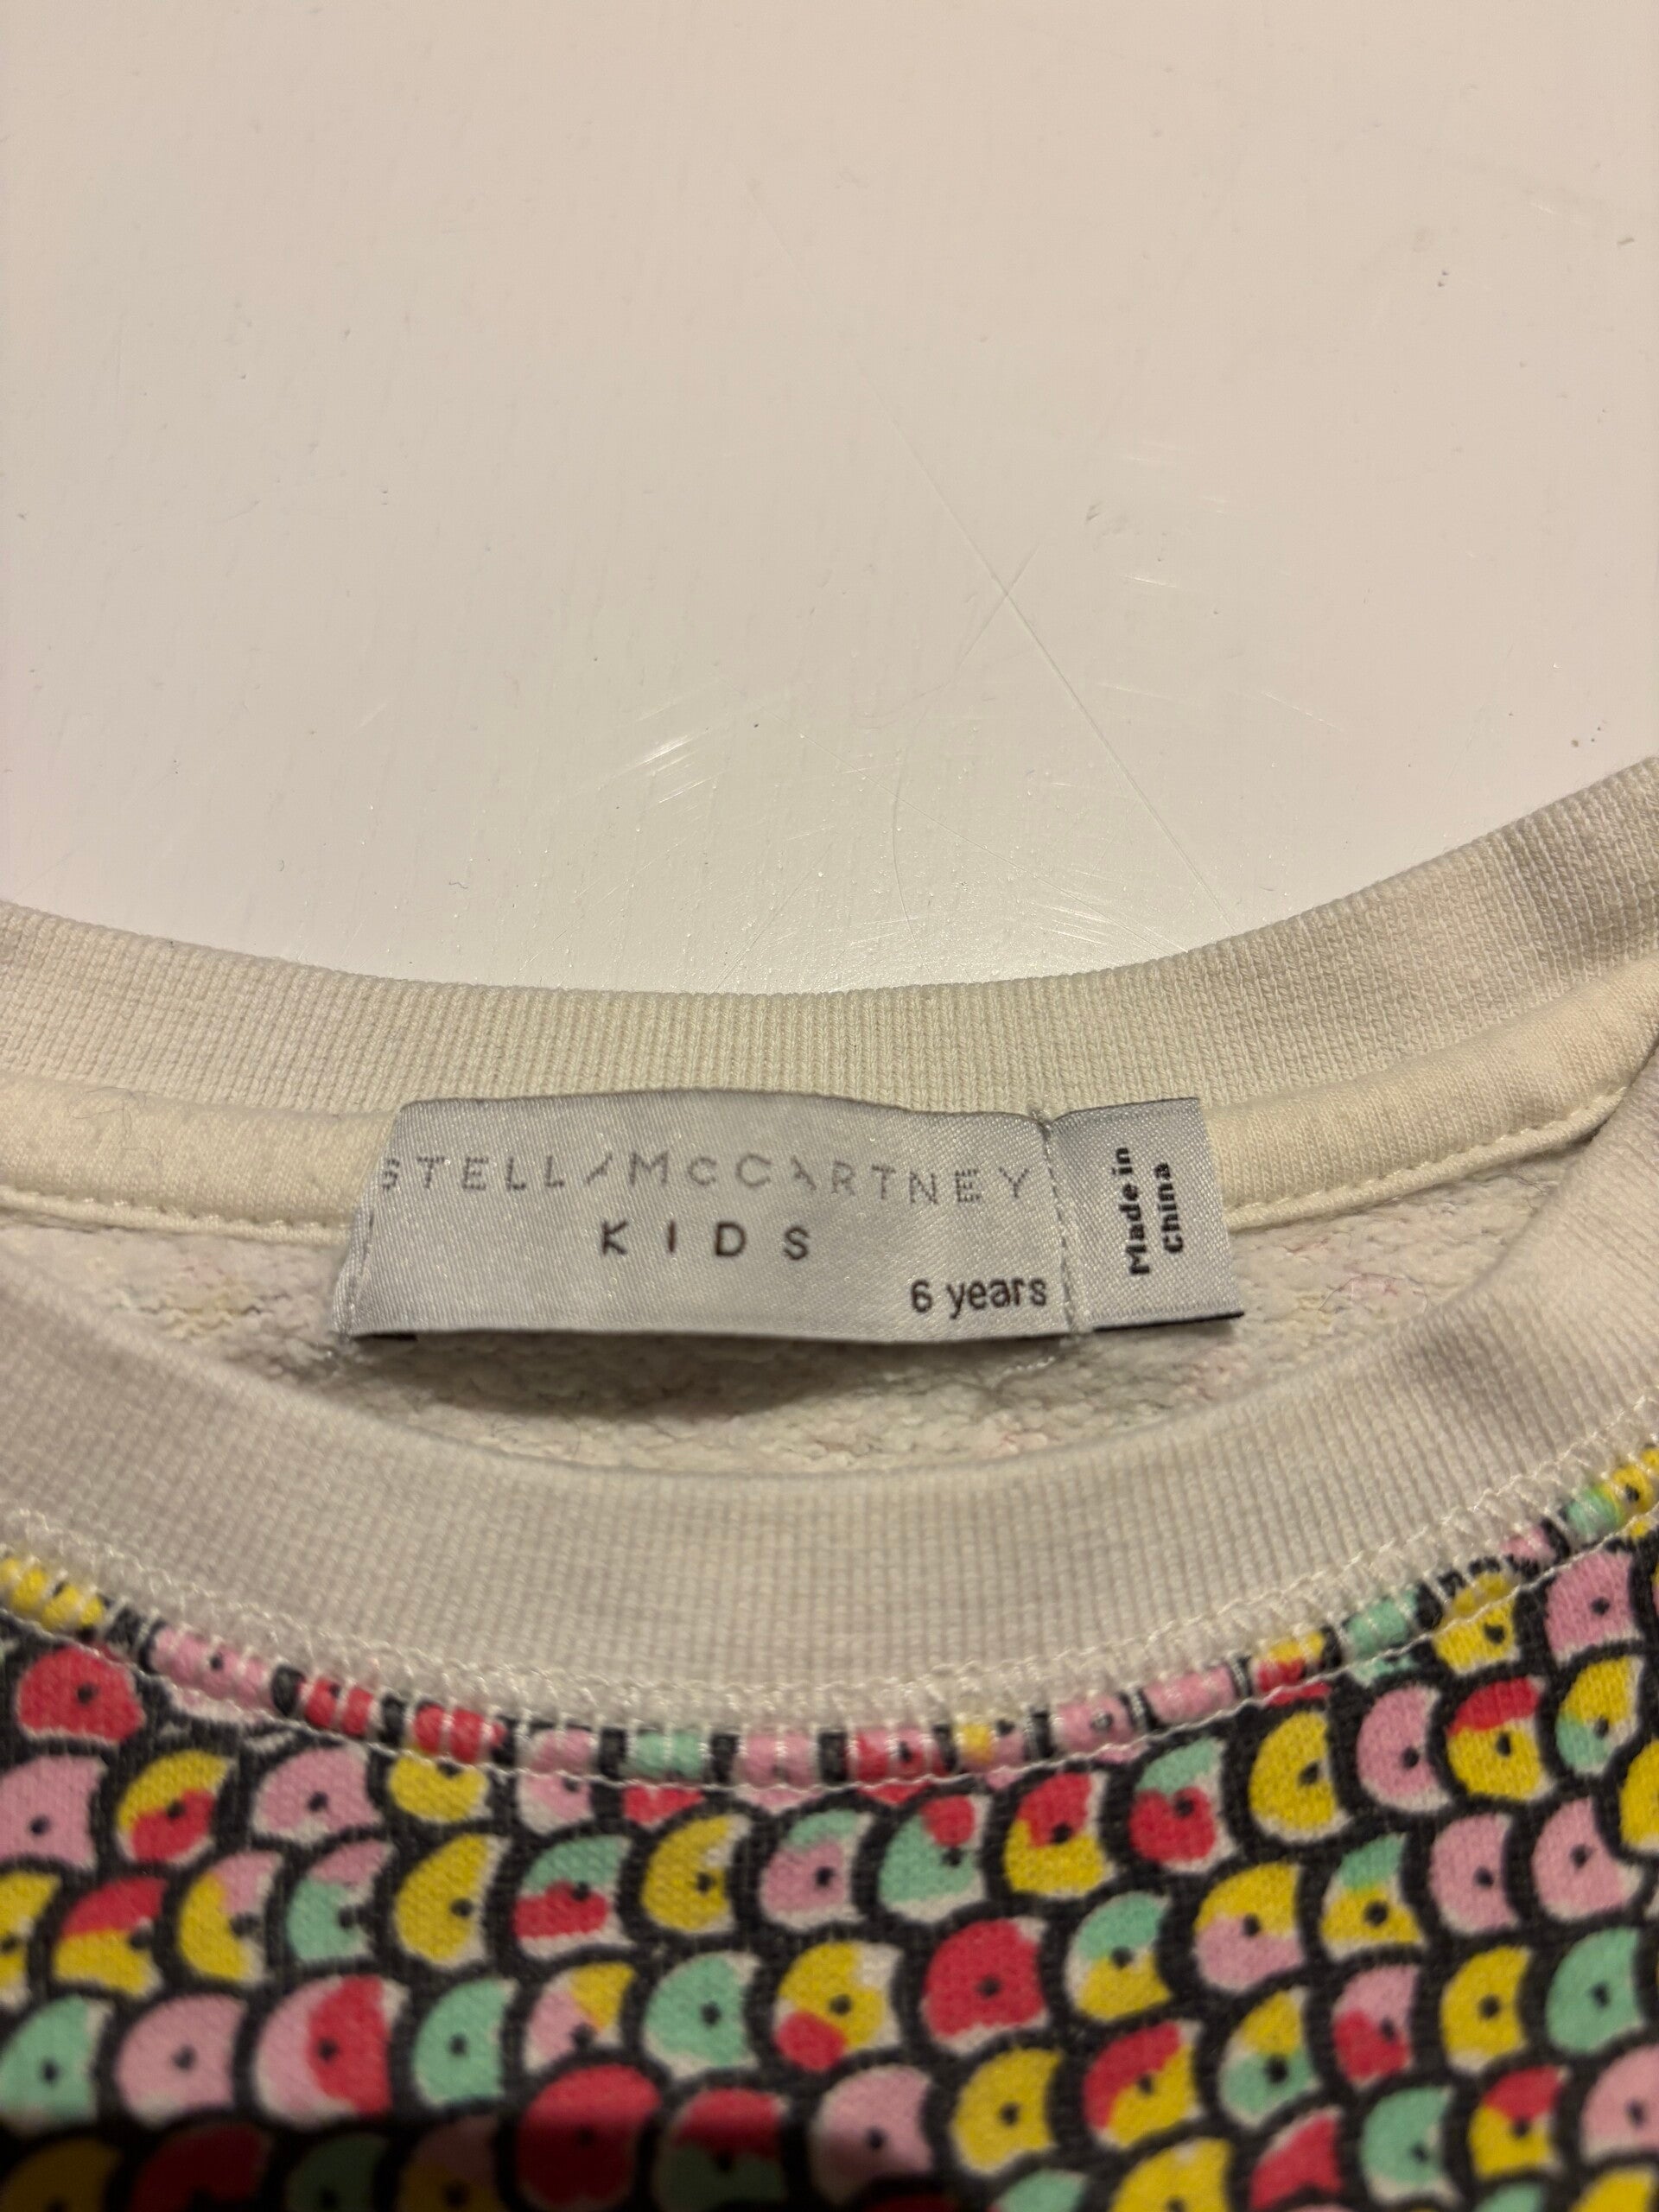 STELLA McCARTNEY
KIDS
6 years
Made in
China